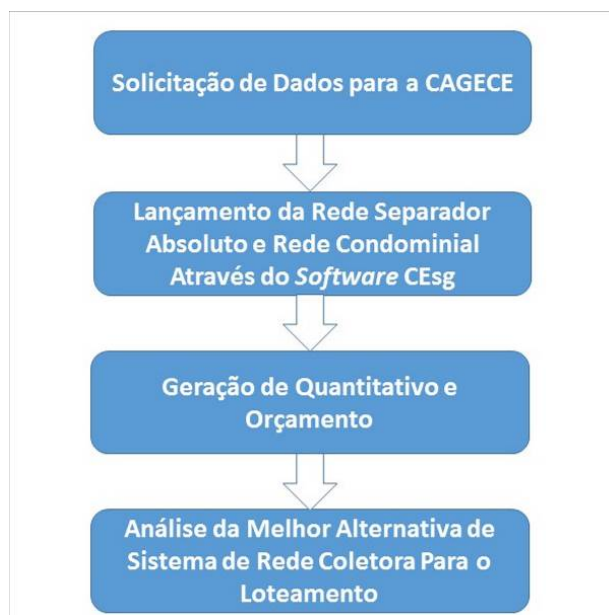 Solicitação de Dados para a CAGECE
Lançamento da Rede Separador
Absoluto e Rede Condominial
Através do Software CEsg
Geração de Quantitativo e
Orçamento
Análise da Melhor Alternativa de
Sistema de Rede Coletora Para o
Loteamento